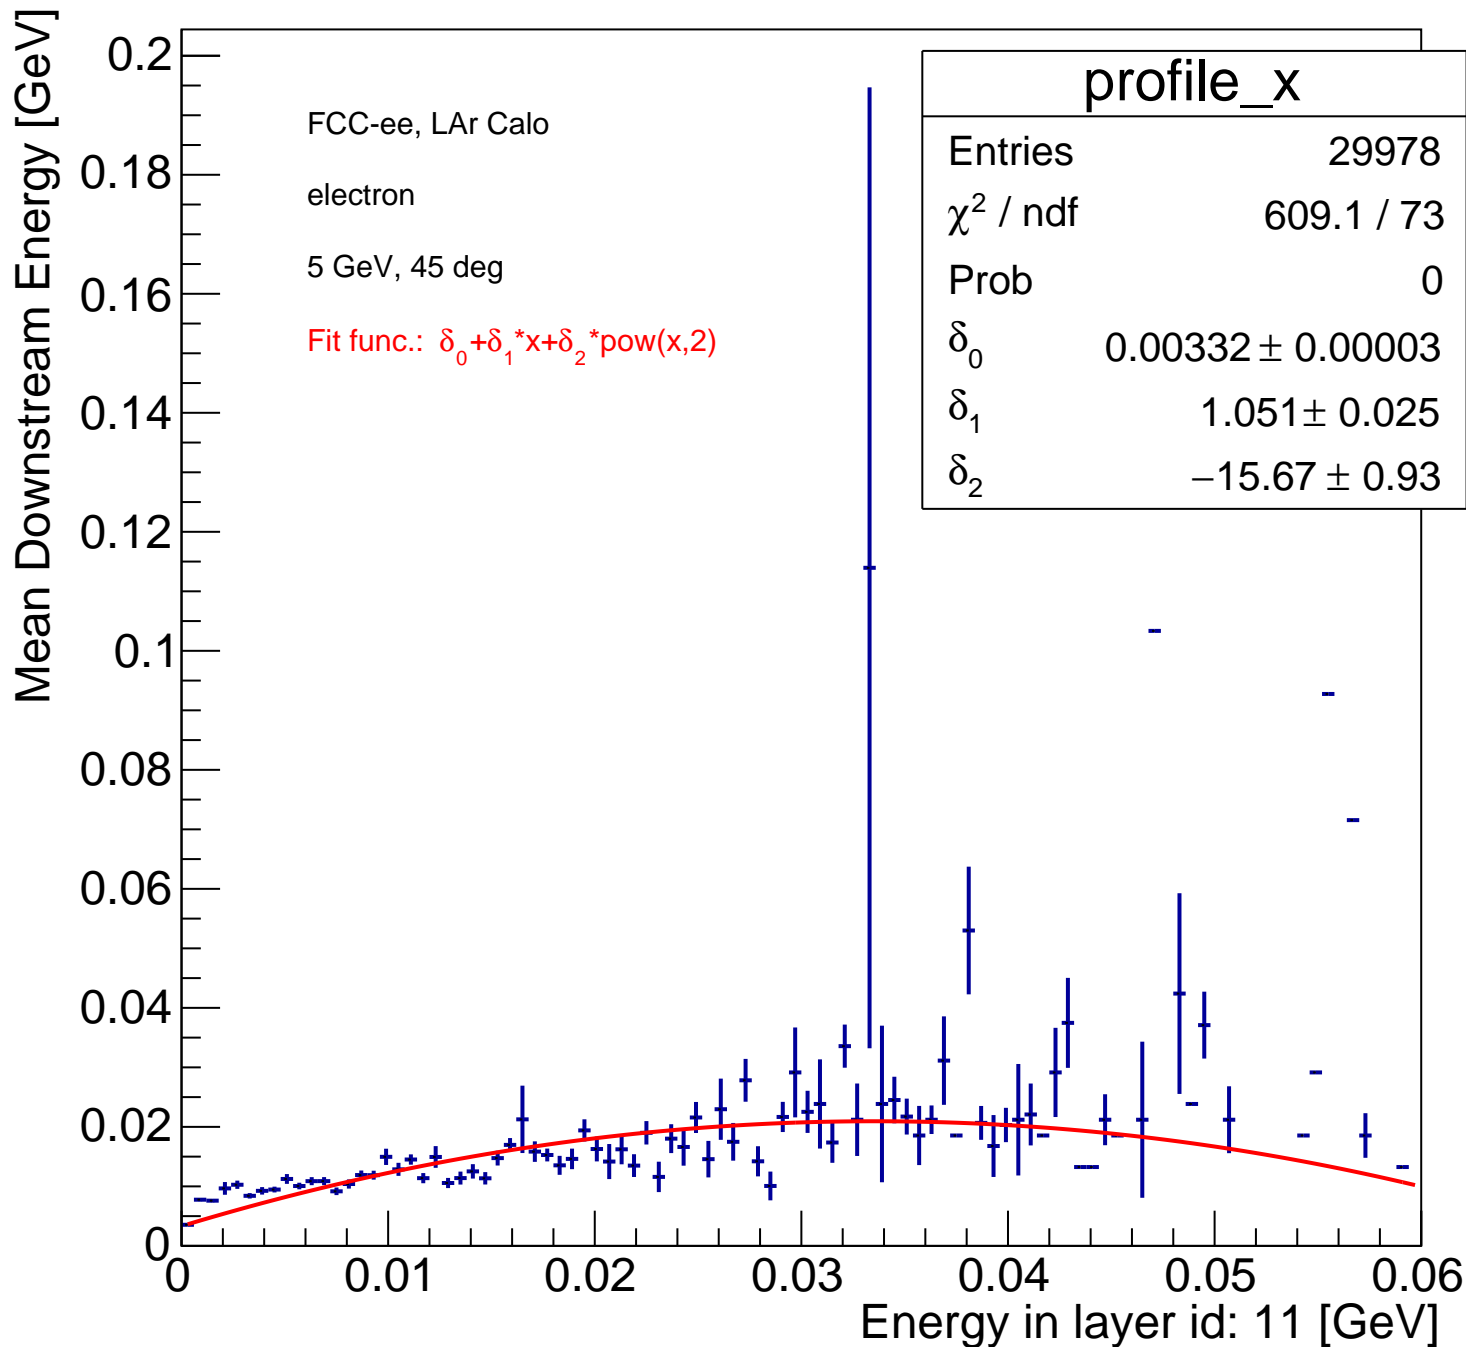 Mean Downstream Energy [GeV]
0.2
0.18
0.16
0.14
0.12
0.1
0.08
0.06
0.04
0.02
0
FCC-ee, LAr Calo
electron
5 GeV, 45 deg
Fit func.: δ₀+δ₁*x+δ₂*pow(x,2)
profile_x
Entries 29978
χ² / ndf 609.1 / 73
Prob 0
δ₀ 0.00332 ± 0.00003
δ₁ 1.051± 0.025
δ₂ −15.67 ± 0.93
0 0.01 0.02 0.03 0.04 0.05 0.06
Energy in layer id: 11 [GeV]